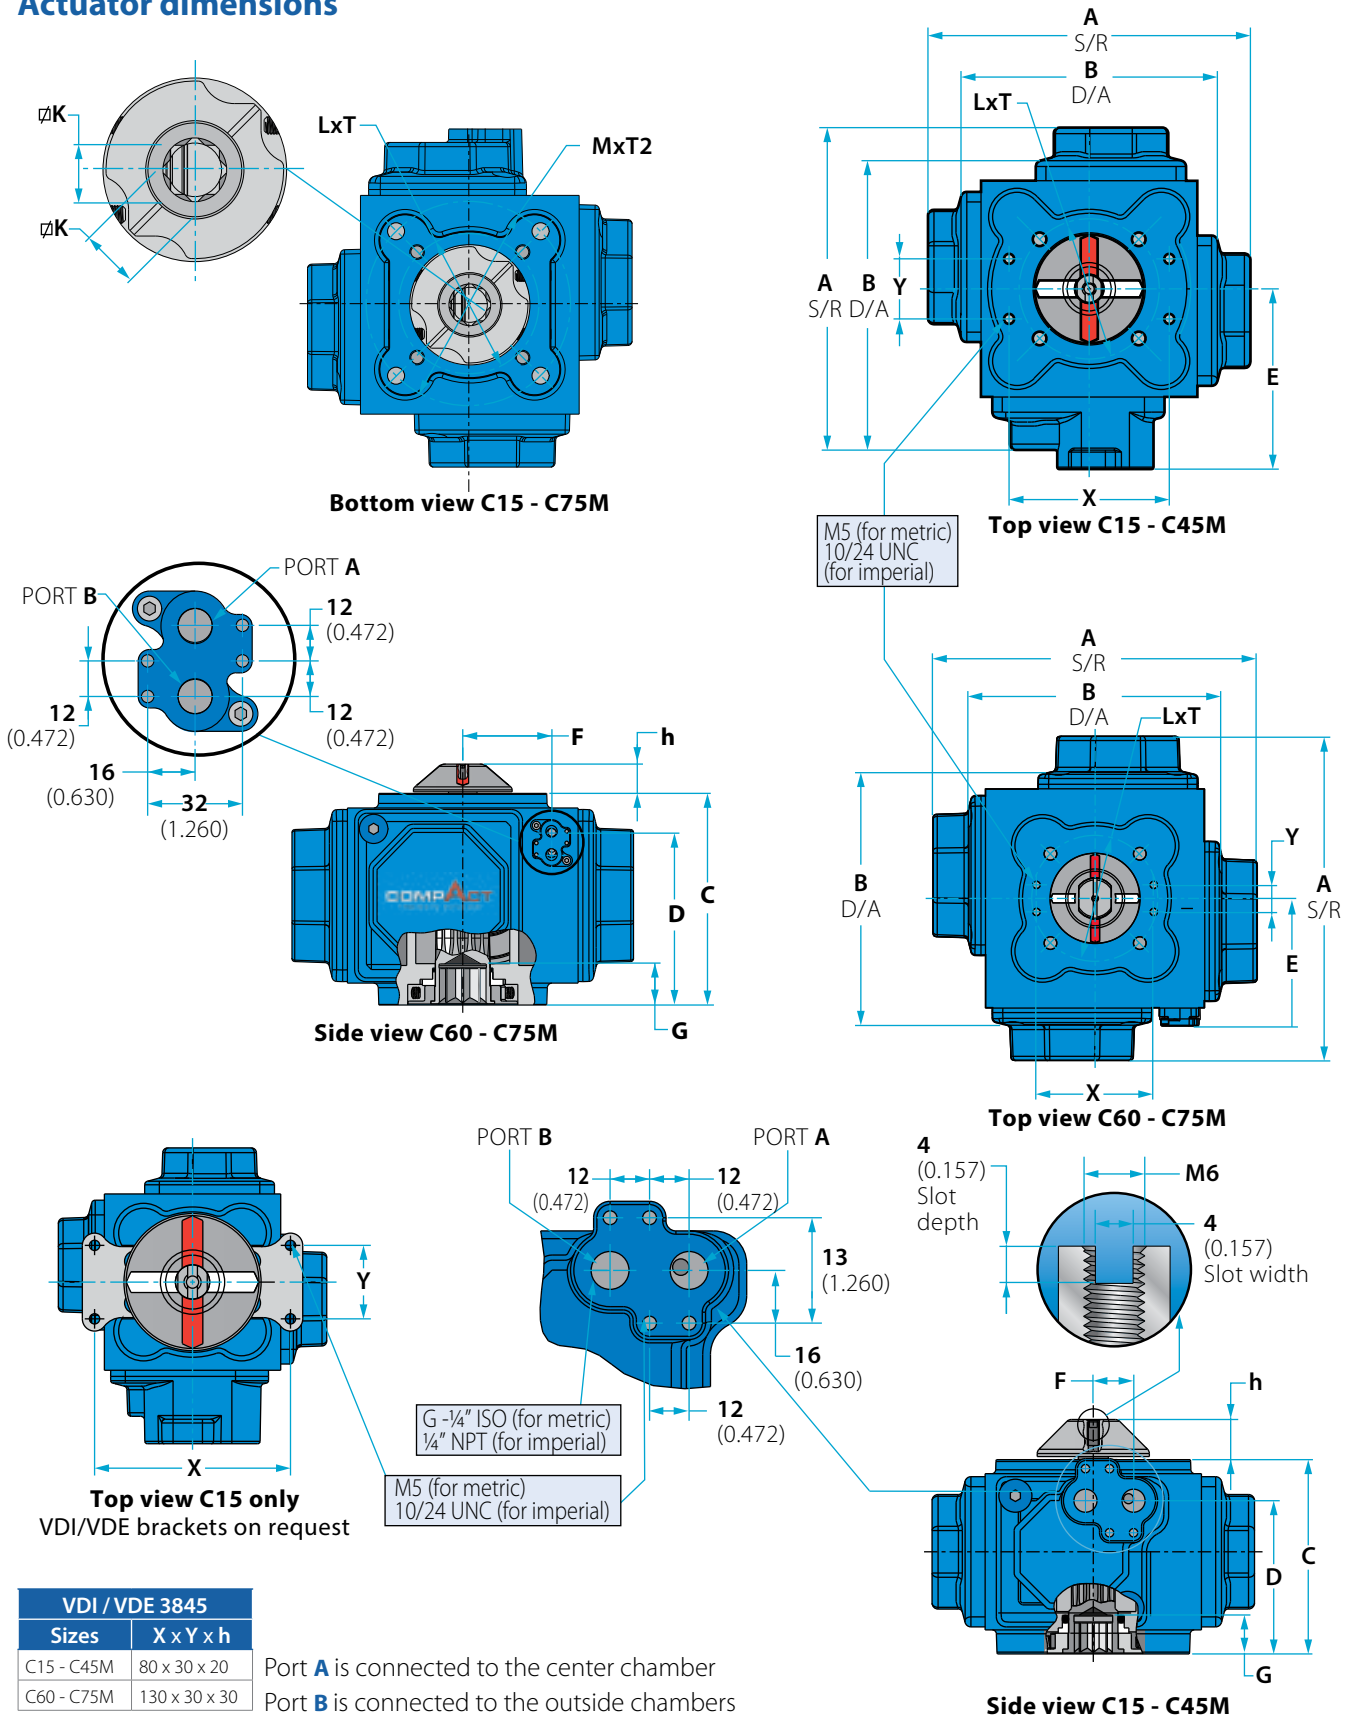 Actuator dimensions
A
S/R
B
D/A
LxT
⌀K
⌀K
LxT
MxT2
A
S/R
B
D/A
Y
E
X
Bottom view C15 - C75M
Top view C15 - C45M
M5 (for metric)
10/24 UNC
(for imperial)
PORT A
PORT B
12
(0.472)
12
(0.472)
12
(0.472)
16
(0.630)
32
(1.260)
F
h
COMPACT
D
C
G
Side view C60 - C75M
A
S/R
B
D/A
LxT
B
D/A
Y
A
S/R
E
X
Top view C60 - C75M
Y
X
Top view C15 only
VDI/VDE brackets on request
PORT B
PORT A
12
(0.472)
12
(0.472)
13
(1.260)
16
(0.630)
12
(0.472)
G -¼" ISO (for metric)
¼" NPT (for imperial)
M5 (for metric)
10/24 UNC (for imperial)
4
(0.157)
Slot
depth
M6
4
(0.157)
Slot width
F
h
C
D
G
Side view C15 - C45M
VDI / VDE 3845
Sizes X x Y x h
C15 - C45M 80 x 30 x 20
C60 - C75M 130 x 30 x 30
Port A is connected to the center chamber
Port B is connected to the outside chambers